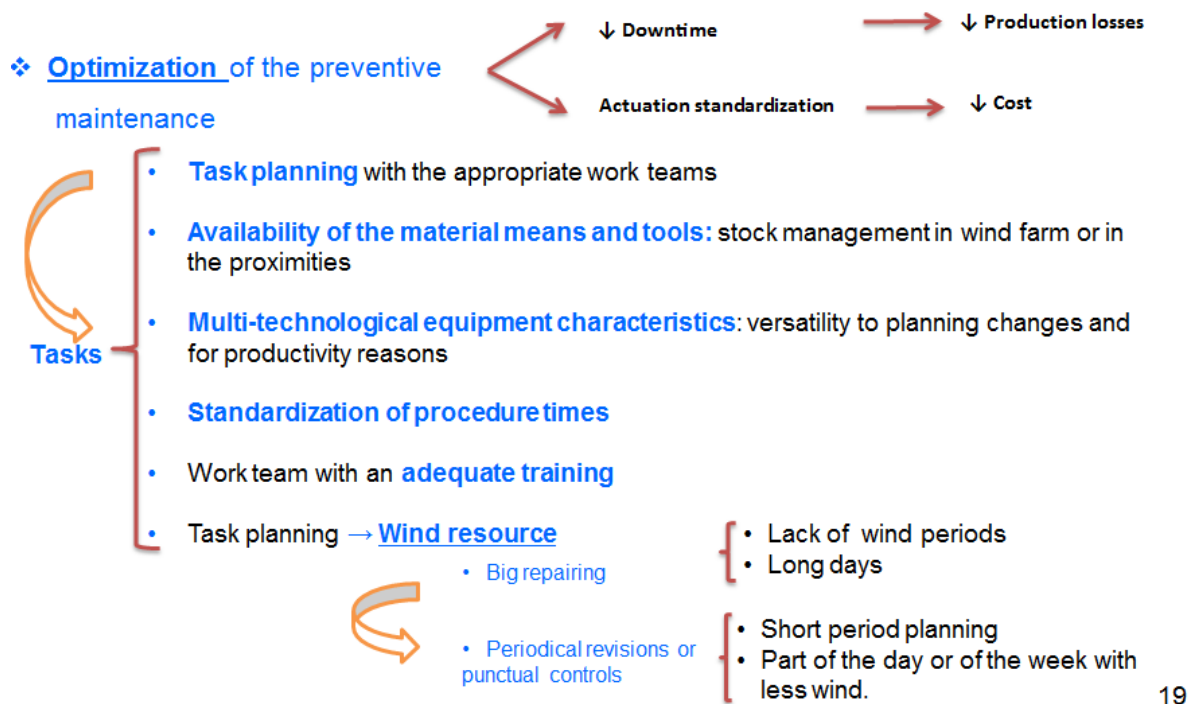 ↓ Downtime → ↓ Production losses
❖ Optimization of the preventive
maintenance
Actuation standardization → ↓ Cost
• Task planning with the appropriate work teams
• Availability of the material means and tools: stock management in wind farm or in
the proximities
• Multi-technological equipment characteristics: versatility to planning changes and
for productivity reasons
Tasks
• Standardization of procedure times
• Work team with an adequate training
• Task planning → Wind resource
• Big repairing
• Lack of wind periods
• Long days
• Periodical revisions or
punctual controls
• Short period planning
• Part of the day or of the week with
less wind.
19